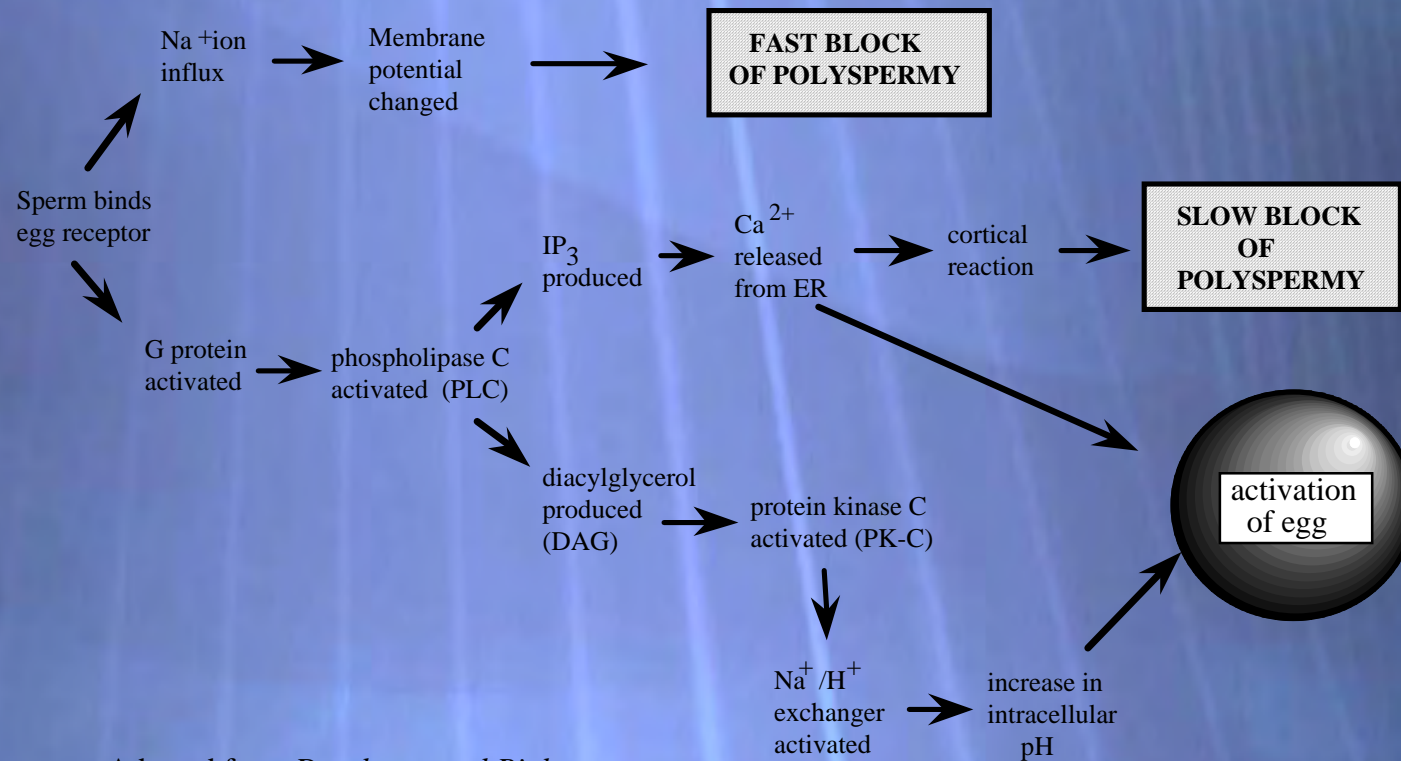 Na +ion
influx
Membrane
potential
changed
FAST BLOCK
OF POLYSPERMY
Sperm binds
egg receptor
G protein
activated
phospholipase C
activated (PLC)
IP3
produced
Ca 2+
released
from ER
cortical
reaction
SLOW BLOCK
OF
POLYSPERMY
diacylglycerol
produced
(DAG)
protein kinase C
activated (PK-C)
Na+ /H+
exchanger
activated
increase in
intracellular
pH
activation
of egg